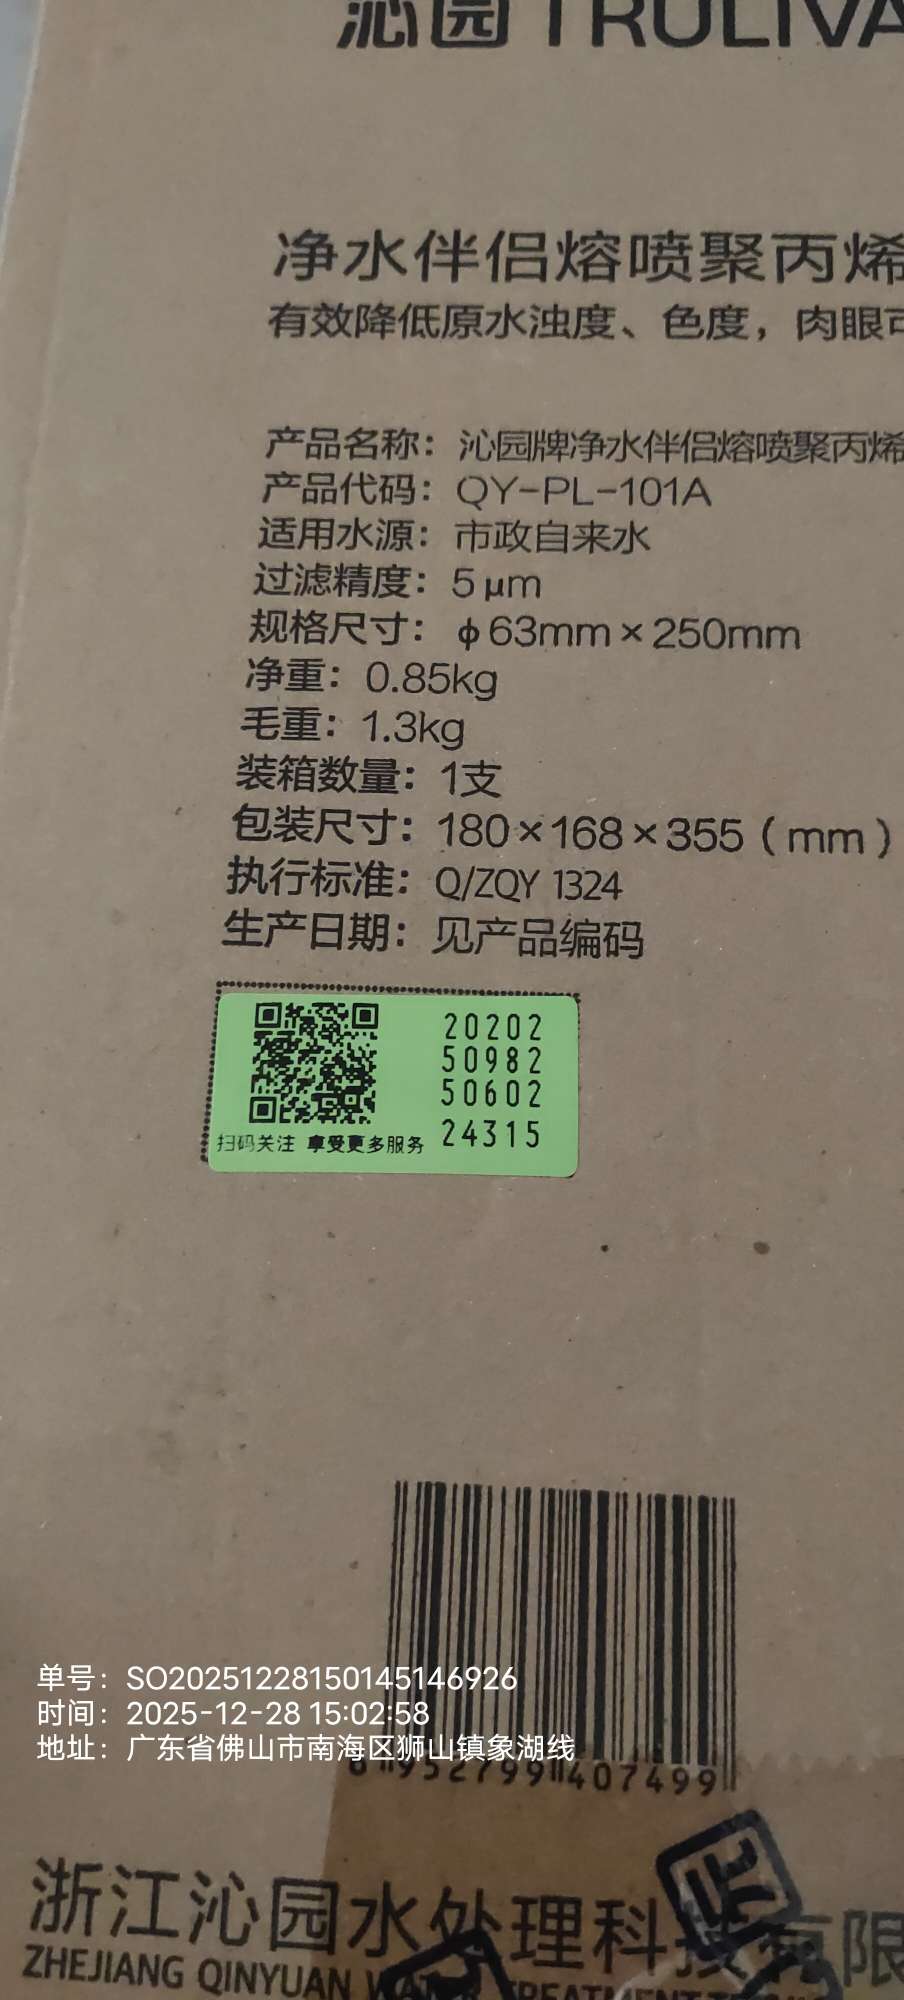 沁园 TRULIVA
净水伴侣熔喷聚丙烯
有效降低原水浊度、色度，肉眼可
产品名称：沁园牌净水伴侣熔喷聚丙烯
产品代码：QY-PL-101A
适用水源：市政自来水
过滤精度：5μm
规格尺寸：φ63mm×250mm
净重：0.85kg
毛重：1.3kg
装箱数量：1支
包装尺寸：180×168×355（mm）
执行标准：Q/ZQY 1324
生产日期：见产品编码
20202
50982
50602
24315
扫码关注 享受更多服务
单号：SO20251228150145146926
时间：2025-12-28 15:02:58
地址：广东省佛山市南海区狮山镇象湖线
6 952799 407499
浙江沁园水处理科技有限
ZHEJIANG QINYUAN WATER TREATMENT